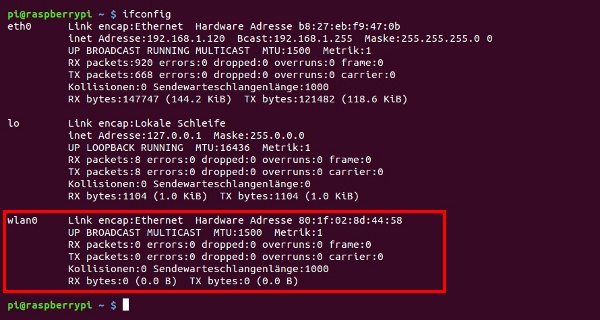 pi@raspberrypi ~ $ ifconfig
eth0 Link encap:Ethernet Hardware Adresse b8:27:eb:f9:47:0b
inet Adresse:192.168.1.120 Bcast:192.168.1.255 Maske:255.255.255.0 0
UP BROADCAST RUNNING MULTICAST MTU:1500 Metrik:1
RX packets:920 errors:0 dropped:0 overruns:0 frame:0
TX packets:668 errors:0 dropped:0 overruns:0 carrier:0
Kollisionen:0 Sendewarteschlangenlänge:1000
RX bytes:147747 (144.2 KiB) TX bytes:121482 (118.6 KiB)
lo Link encap:Lokale Schleife
inet Adresse:127.0.0.1 Maske:255.0.0.0
UP LOOPBACK RUNNING MTU:16436 Metrik:1
RX packets:8 errors:0 dropped:0 overruns:0 frame:0
TX packets:8 errors:0 dropped:0 overruns:0 carrier:0
Kollisionen:0 Sendewarteschlangenlänge:0
RX bytes:1104 (1.0 KiB) TX bytes:1104 (1.0 KiB)
wlan0 Link encap:Ethernet Hardware Adresse 80:1f:02:8d:44:58
UP BROADCAST MULTICAST MTU:1500 Metrik:1
RX packets:0 errors:0 dropped:0 overruns:0 frame:0
TX packets:0 errors:0 dropped:0 overruns:0 carrier:0
Kollisionen:0 Sendewarteschlangenlänge:1000
RX bytes:0 (0.0 B) TX bytes:0 (0.0 B)
pi@raspberrypi ~ $